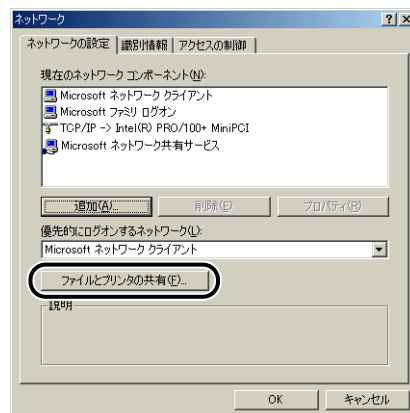 ネットワーク
ネットワークの設定 識別情報 アクセスの制御
現在のネットワーク コンポーネント(N):
Microsoft ネットワーク クライアント
Microsoft ファミリ ログオン
TCP/IP -> Intel(R) PRO/100+ MiniPCI
Microsoft ネットワーク共有サービス
追加(A)... 削除(E) プロパティ(R)
優先的にログオンするネットワーク(L):
Microsoft ネットワーク クライアント
ファイルとプリンタの共有(F)...
説明
OK キャンセル